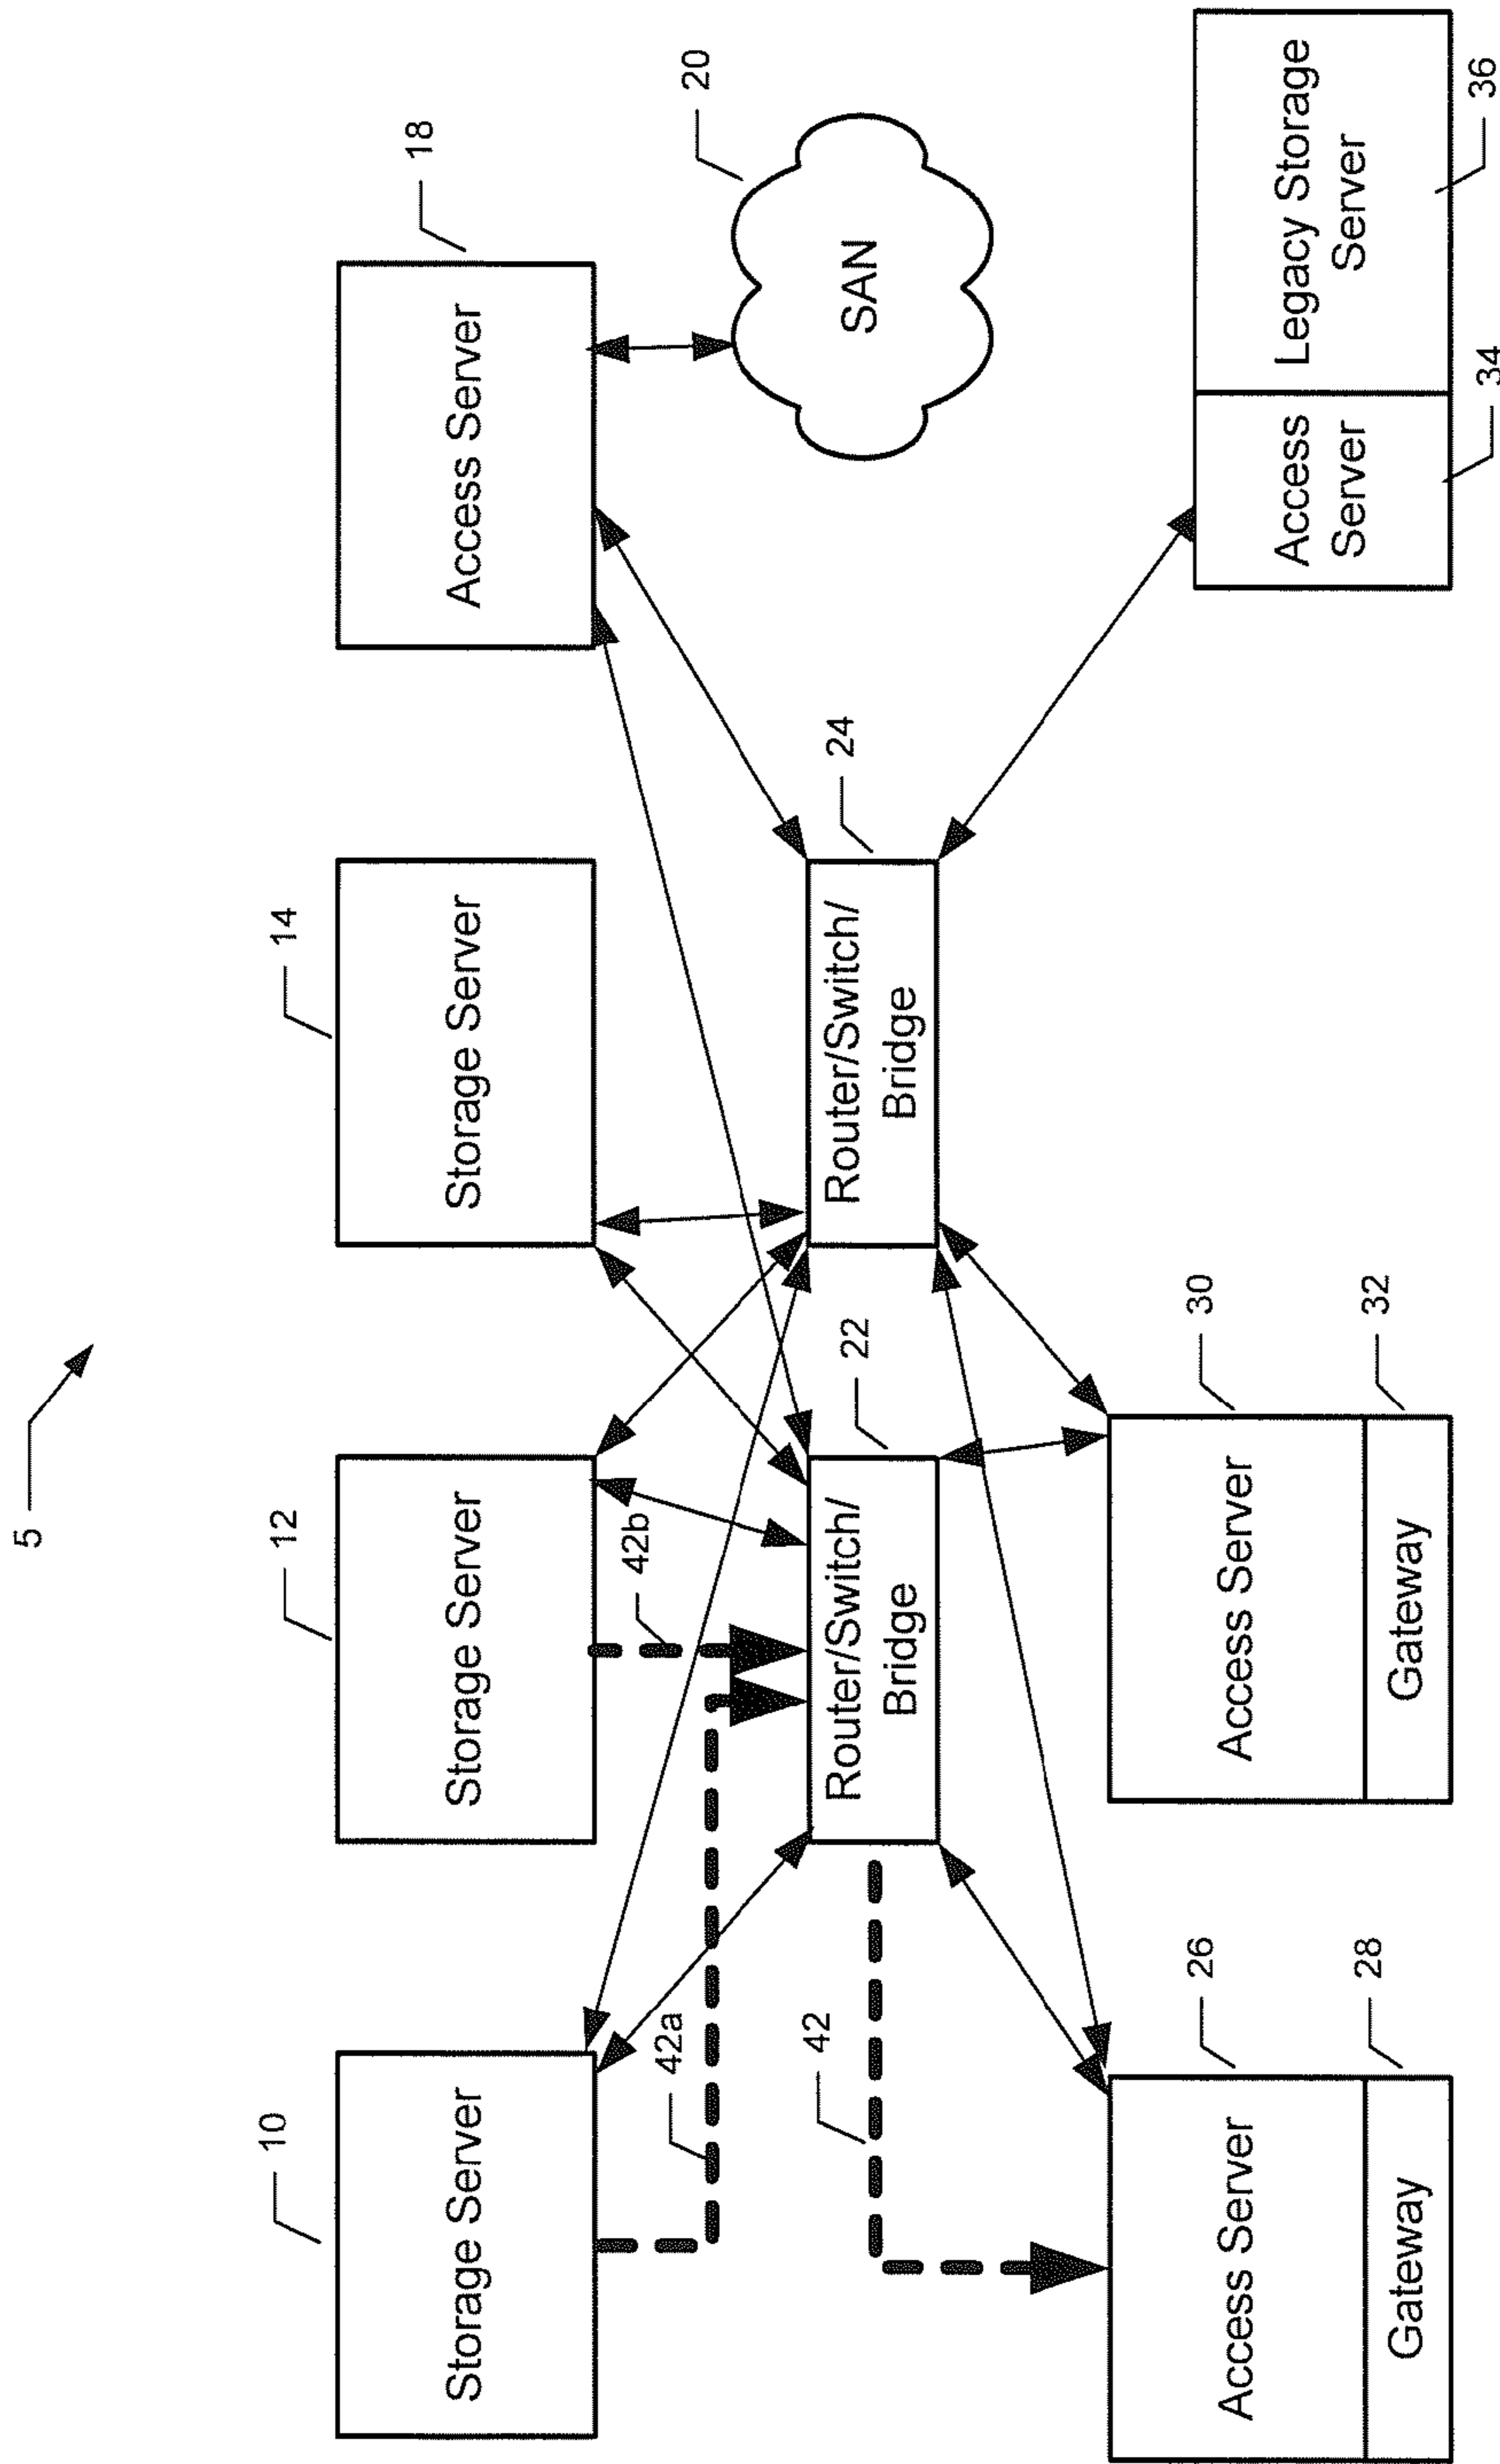 5
10
12
14
18
Storage Server
Storage Server
Storage Server
Access Server
42a
42b
20
SAN
42
22
24
Router/Switch/
Bridge
Router/Switch/
Bridge
26
30
Access Server
Access Server
Access
Server
Legacy Storage
Server
28
32
Gateway
Gateway
34
36